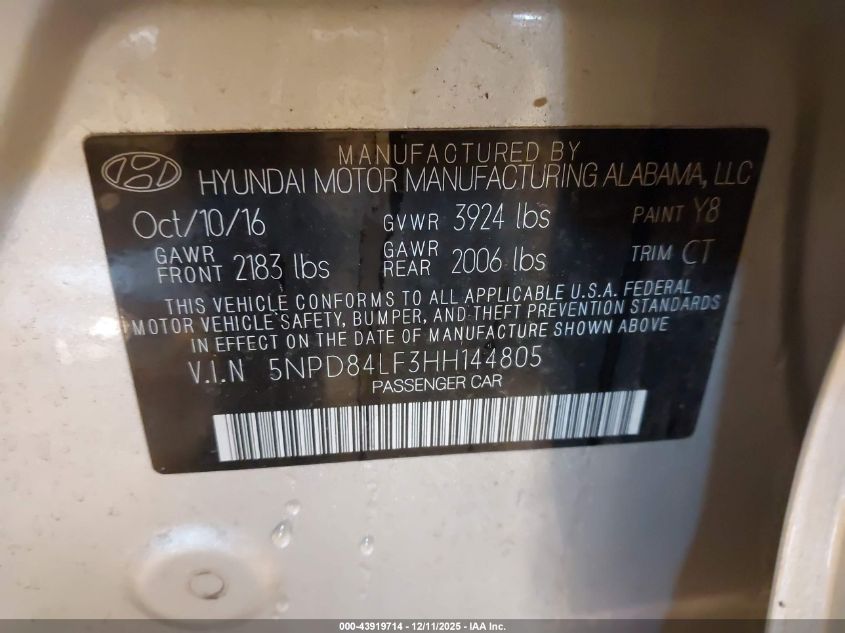 MANUFACTURED BY
HYUNDAI MOTOR MANUFACTURING ALABAMA, LLC
Oct/10/16 GVWR 3924 lbs PAINT Y8
GAWR FRONT 2183 lbs GAWR REAR 2006 lbs TRIM CT
THIS VEHICLE CONFORMS TO ALL APPLICABLE U.S.A. FEDERAL
MOTOR VEHICLE SAFETY, BUMPER, AND THEFT PREVENTION STANDARDS
IN EFFECT ON THE DATE OF MANUFACTURE SHOWN ABOVE
V.I.N 5NPD84LF3HH144805
PASSENGER CAR
000-43919714 - 12/11/2025 - IAA Inc.